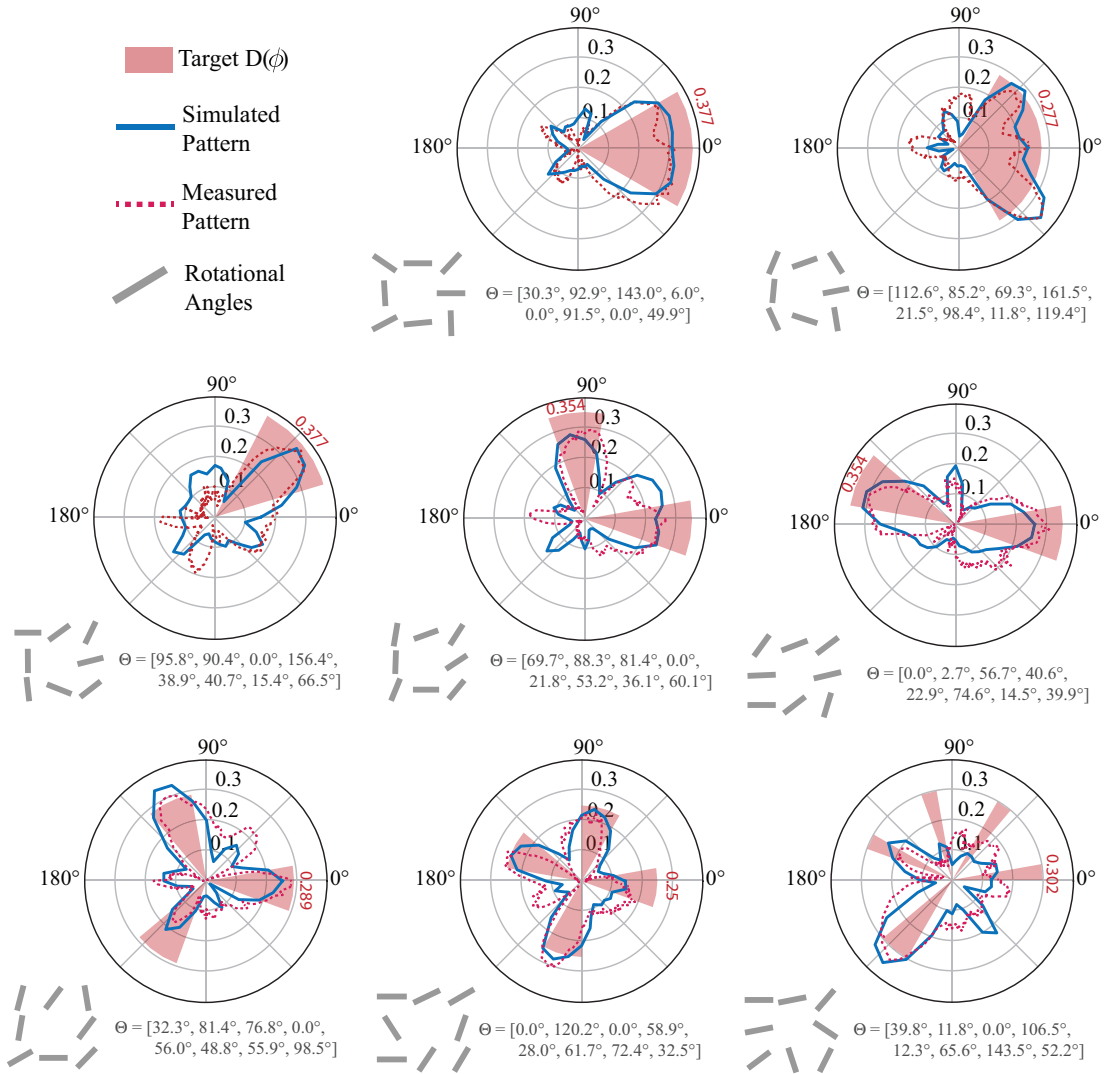 Target D(ϕ)
Simulated
Pattern
Measured
Pattern
Rotational
Angles
90°
0.3
0.2
0.1
0.377
180°
0°
Θ = [30.3°, 92.9°, 143.0°, 6.0°,
0.0°, 91.5°, 0.0°, 49.9°]
90°
0.3
0.2
0.1
0.277
180°
0°
Θ = [112.6°, 85.2°, 69.3°, 161.5°,
21.5°, 98.4°, 11.8°, 119.4°]
90°
0.3
0.2
0.1
0.377
180°
0°
Θ = [95.8°, 90.4°, 0.0°, 156.4°,
38.9°, 40.7°, 15.4°, 66.5°]
90°
0.354
0.3
0.2
0.1
180°
0°
Θ = [69.7°, 88.3°, 81.4°, 0.0°,
21.8°, 53.2°, 36.1°, 60.1°]
90°
0.3
0.2
0.1
0.354
180°
0°
Θ = [0.0°, 2.7°, 56.7°, 40.6°,
22.9°, 74.6°, 14.5°, 39.9°]
90°
0.3
0.2
0.1
180°
0°
0.289
Θ = [32.3°, 81.4°, 76.8°, 0.0°,
56.0°, 48.8°, 55.9°, 98.5°]
90°
0.3
0.2
0.1
180°
0°
0.25
Θ = [0.0°, 120.2°, 0.0°, 58.9°,
28.0°, 61.7°, 72.4°, 32.5°]
90°
0.3
0.2
0.1
180°
0°
0.302
Θ = [39.8°, 11.8°, 0.0°, 106.5°,
12.3°, 65.6°, 143.5°, 52.2°]